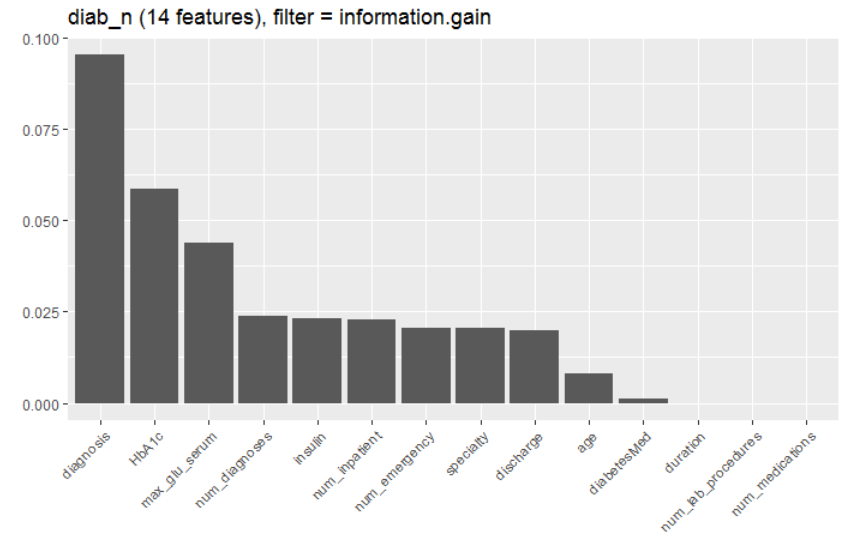 diab_n (14 features), filter = information.gain
0.100
0.075
0.050
0.025
0.000
diagnosis
HbA1c
max_glu_serum
num_diagnoses
insulin
num_inpatient
num_emergency
specialty
discharge
age
diabetesMed
duration
num_lab_procedures
num_medications